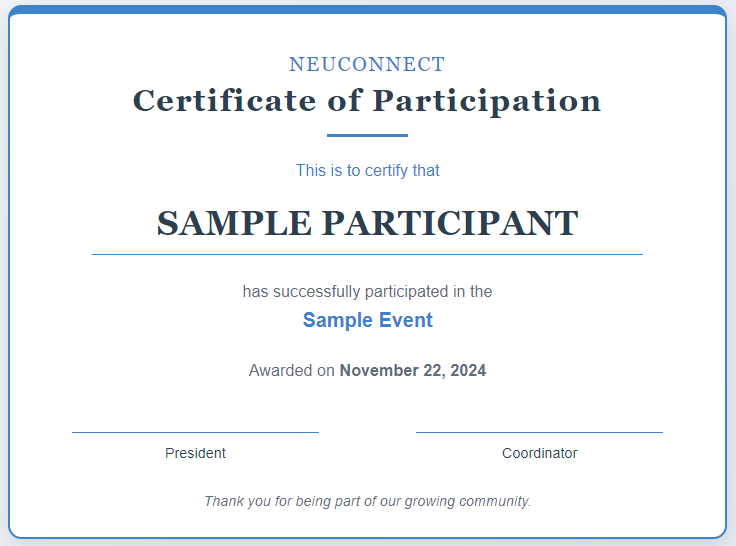 NEUCONNECT
Certificate of Participation
This is to certify that
SAMPLE PARTICIPANT
has successfully participated in the
Sample Event
Awarded on November 22, 2024
President Coordinator
Thank you for being part of our growing community.